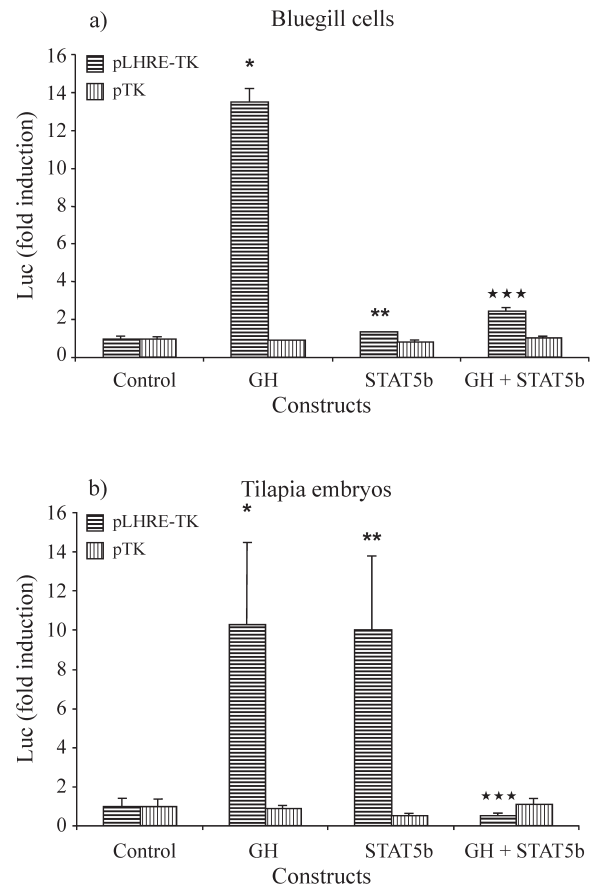 a) Bluegill cells
16
14
12
10
8
6
4
2
0
Luc (fold induction)
pLHRE-TK
pTK
*
**
★★★
Control GH STAT5b GH + STAT5b
Constructs
b) Tilapia embryos
16
14
12
10
8
6
4
2
0
Luc (fold induction)
pLHRE-TK
pTK
*
**
★★★
Control GH STAT5b GH + STAT5b
Constructs